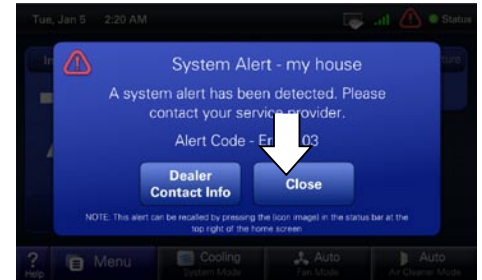 Tue, Jan 5 2:20 AM Status
System Alert - my house
A system alert has been detected. Please
contact your service provider.
Alert Code - 03
Dealer
Contact Info
Close
NOTE: This alert can be recalled by pressing the (icon image) in the status bar at the
top right of the home screen
?
Help
Menu
Cooling
System Mode
Auto
Fan Mode
Auto
Air Cleaner Mode